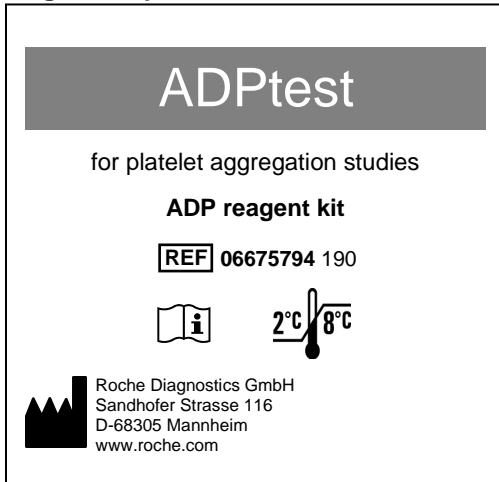 ADPtest
for platelet aggregation studies
ADP reagent kit
REF 06675794 190
i 2°C 8°C
Roche Diagnostics GmbH
Sandhofer Strasse 116
D-68305 Mannheim
www.roche.com